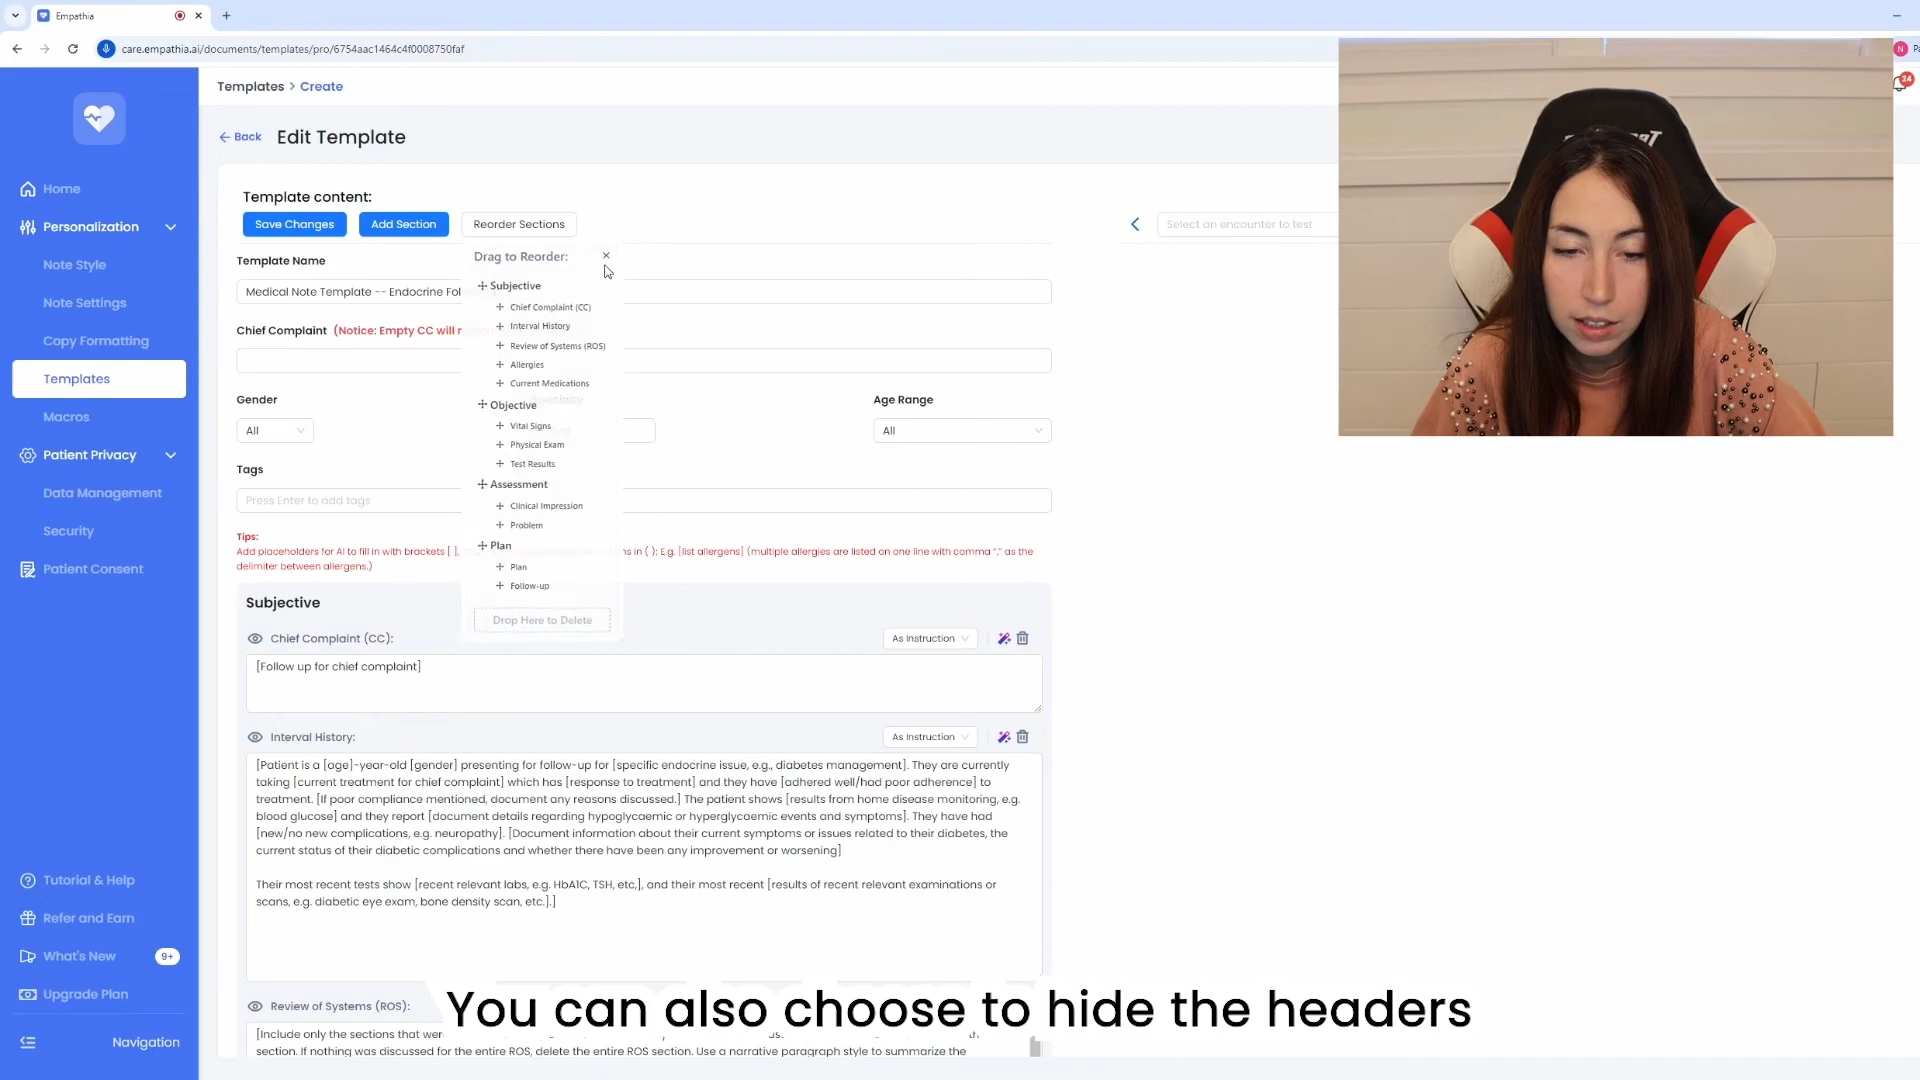 Empathia
care.empathia.ai/documents/templates/pro/6754aac1464c4f0008750faf
N
24
Templates > Create
Back
Edit Template
Home
Personalization
Note Style
Note Settings
Copy Formatting
Templates
Macros
Patient Privacy
Data Management
Security
Patient Consent
Tutorial & Help
Refer and Earn
What's New
9+
Upgrade Plan
Navigation
Template content:
Save Changes
Add Section
Reorder Sections
Select an encounter to test
Template Name
Medical Note Template -- Endocrine Fol
Chief Complaint (Notice: Empty CC will
Gender
Specialty
Age Range
All
All
Tags
Press Enter to add tags
Drag to Reorder:
Subjective
Chief Complaint (CC)
Interval History
Review of Systems (ROS)
Allergies
Current Medications
Objective
Vital Signs
Physical Exam
Test Results
Assessment
Clinical Impression
Problem
Plan
Plan
Follow-up
Drop Here to Delete
Tips:
Add placeholders for AI to fill in with brackets [ ], in ( ); E.g. [list allergens] (multiple allergies are listed on one line with comma "," as the
delimiter between allergens.)
Subjective
Chief Complaint (CC):
As Instruction
[Follow up for chief complaint]
Interval History:
As Instruction
[Patient is a [age]-year-old [gender] presenting for follow-up for [specific endocrine issue, e.g., diabetes management]. They are currently
taking [current treatment for chief complaint] which has [response to treatment] and they have [adhered well/had poor adherence] to
treatment. [If poor compliance mentioned, document any reasons discussed.] The patient shows [results from home disease monitoring, e.g.
blood glucose] and they report [document details regarding hypoglycaemic or hyperglycaemic events and symptoms]. They have had
[new/no new complications, e.g. neuropathy]. [Document information about their current symptoms or issues related to their diabetes, the
current status of their diabetic complications and whether there have been any improvement or worsening]
Their most recent tests show [recent relevant labs, e.g. HbA1C, TSH, etc,], and their most recent [results of recent relevant examinations or
scans, e.g. diabetic eye exam, bone density scan, etc.].]
Review of Systems (ROS):
[Include only the sections that were
section. If nothing was discussed for the entire ROS, delete the entire ROS section. Use a narrative paragraph style to summarize the
You can also choose to hide the headers